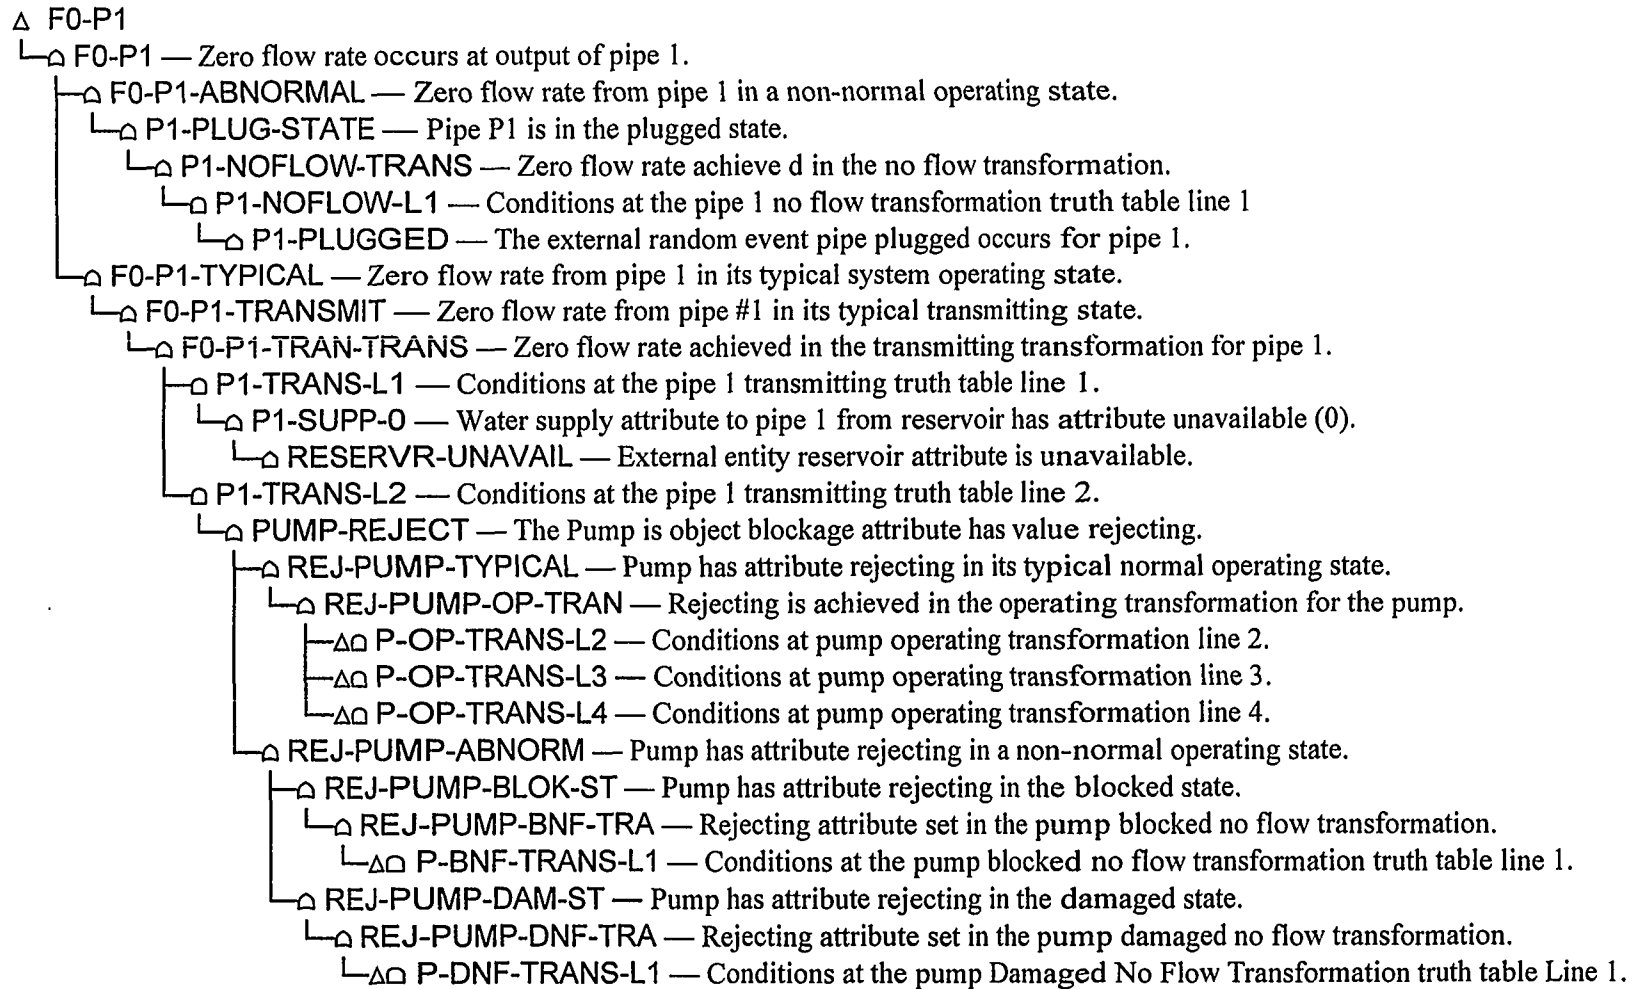 F0-P1
F0-P1 — Zero flow rate occurs at output of pipe 1.
F0-P1-ABNORMAL — Zero flow rate from pipe 1 in a non-normal operating state.
P1-PLUG-STATE — Pipe P1 is in the plugged state.
P1-NOFLOW-TRANS — Zero flow rate achieve d in the no flow transformation.
P1-NOFLOW-L1 — Conditions at the pipe 1 no flow transformation truth table line 1
P1-PLUGGED — The external random event pipe plugged occurs for pipe 1.
F0-P1-TYPICAL — Zero flow rate from pipe 1 in its typical system operating state.
F0-P1-TRANSMIT — Zero flow rate from pipe #1 in its typical transmitting state.
F0-P1-TRAN-TRANS — Zero flow rate achieved in the transmitting transformation for pipe 1.
P1-TRANS-L1 — Conditions at the pipe 1 transmitting truth table line 1.
P1-SUPP-0 — Water supply attribute to pipe 1 from reservoir has attribute unavailable (0).
RESERVR-UNAVAIL — External entity reservoir attribute is unavailable.
P1-TRANS-L2 — Conditions at the pipe 1 transmitting truth table line 2.
PUMP-REJECT — The Pump is object blockage attribute has value rejecting.
REJ-PUMP-TYPICAL — Pump has attribute rejecting in its typical normal operating state.
REJ-PUMP-OP-TRAN — Rejecting is achieved in the operating transformation for the pump.
P-OP-TRANS-L2 — Conditions at pump operating transformation line 2.
P-OP-TRANS-L3 — Conditions at pump operating transformation line 3.
P-OP-TRANS-L4 — Conditions at pump operating transformation line 4.
REJ-PUMP-ABNORM — Pump has attribute rejecting in a non-normal operating state.
REJ-PUMP-BLOK-ST — Pump has attribute rejecting in the blocked state.
REJ-PUMP-BNF-TRA — Rejecting attribute set in the pump blocked no flow transformation.
P-BNF-TRANS-L1 — Conditions at the pump blocked no flow transformation truth table line 1.
REJ-PUMP-DAM-ST — Pump has attribute rejecting in the damaged state.
REJ-PUMP-DNF-TRA — Rejecting attribute set in the pump damaged no flow transformation.
P-DNF-TRANS-L1 — Conditions at the pump Damaged No Flow Transformation truth table Line 1.